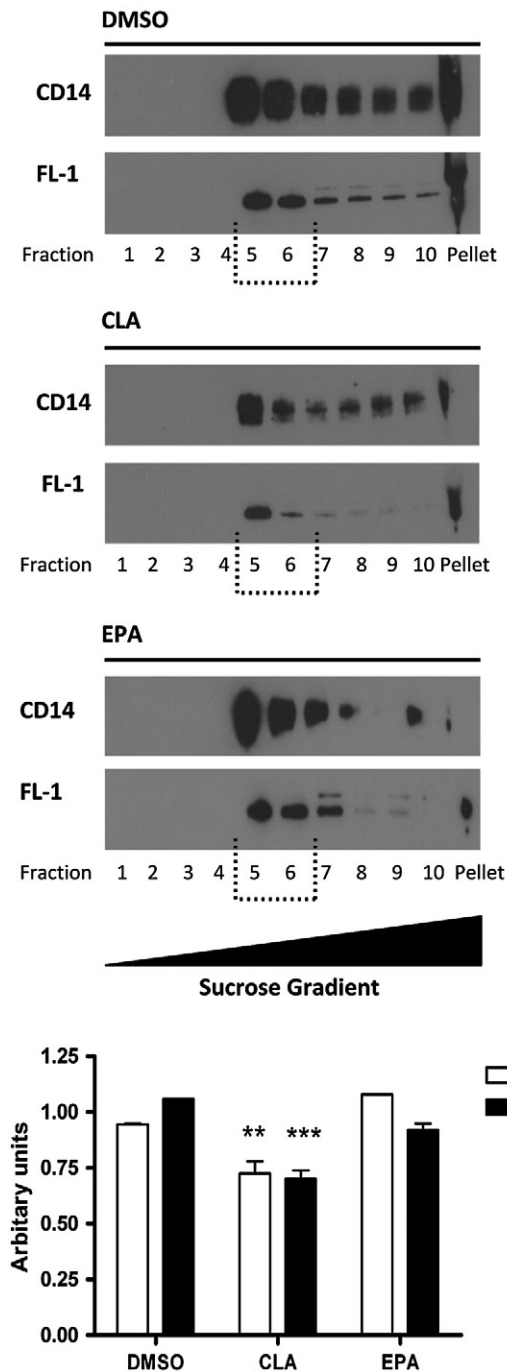 DMSO
CD14
FL-1
Fraction 1 2 3 4 5 6 7 8 9 10 Pellet
CLA
CD14
FL-1
Fraction 1 2 3 4 5 6 7 8 9 10 Pellet
EPA
CD14
FL-1
Fraction 1 2 3 4 5 6 7 8 9 10 Pellet
Sucrose Gradient
Arbitary units
1.25
1.00
0.75
0.50
0.25
0.00
** ***
DMSO CLA EPA